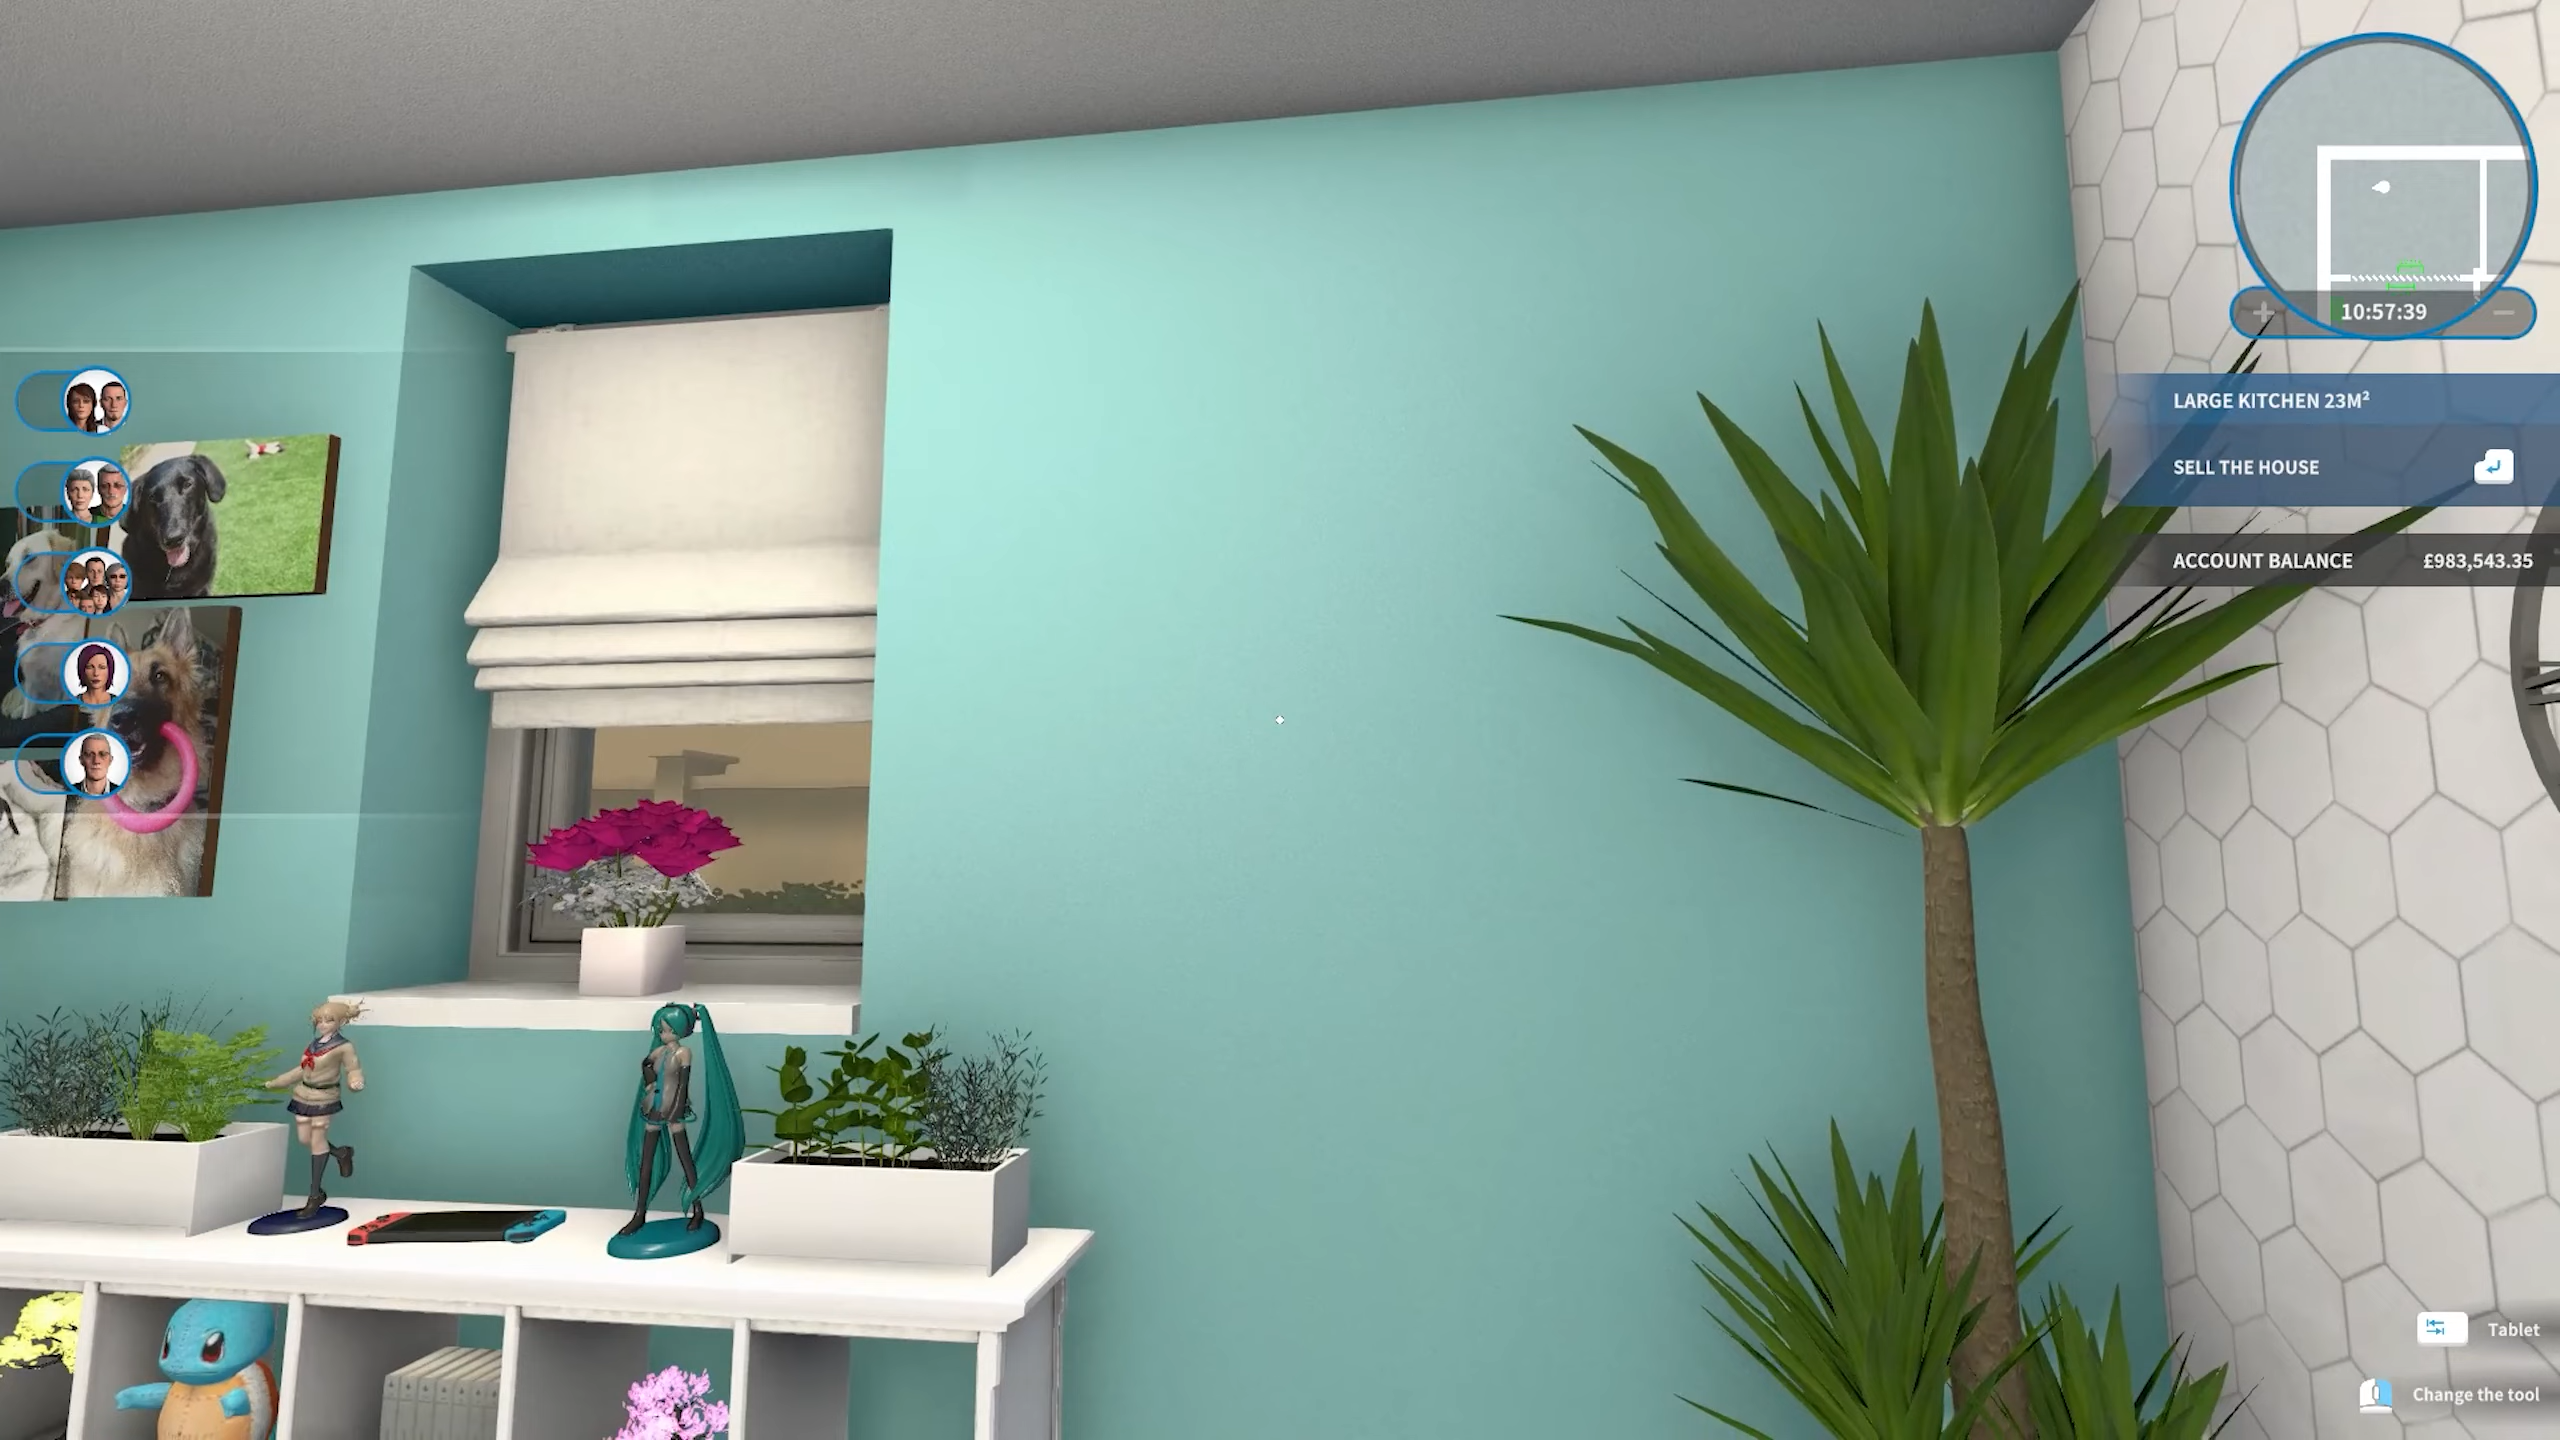 10:57:39
LARGE KITCHEN 23M²
SELL THE HOUSE
ACCOUNT BALANCE £983,543.35
Tablet
Change the tool